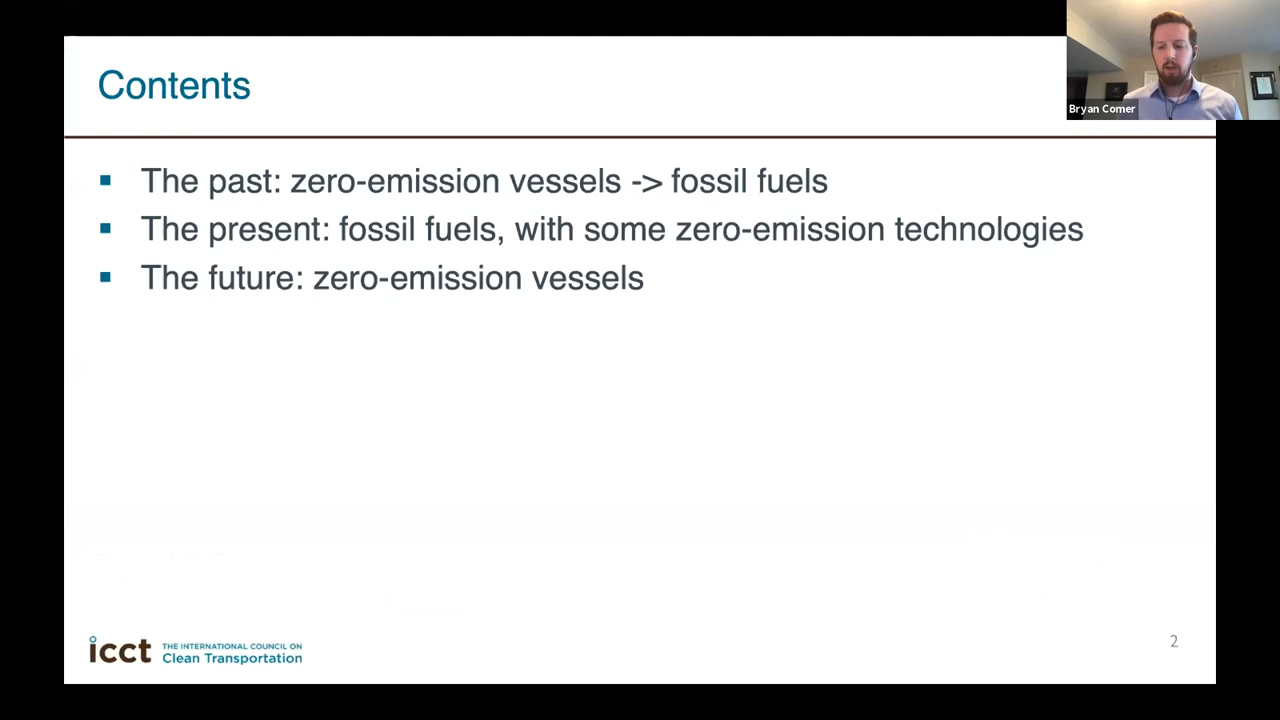 Contents
Bryan Comer
▪ The past: zero-emission vessels -> fossil fuels
▪ The present: fossil fuels, with some zero-emission technologies
▪ The future: zero-emission vessels
icct THE INTERNATIONAL COUNCIL ON
Clean Transportation
2